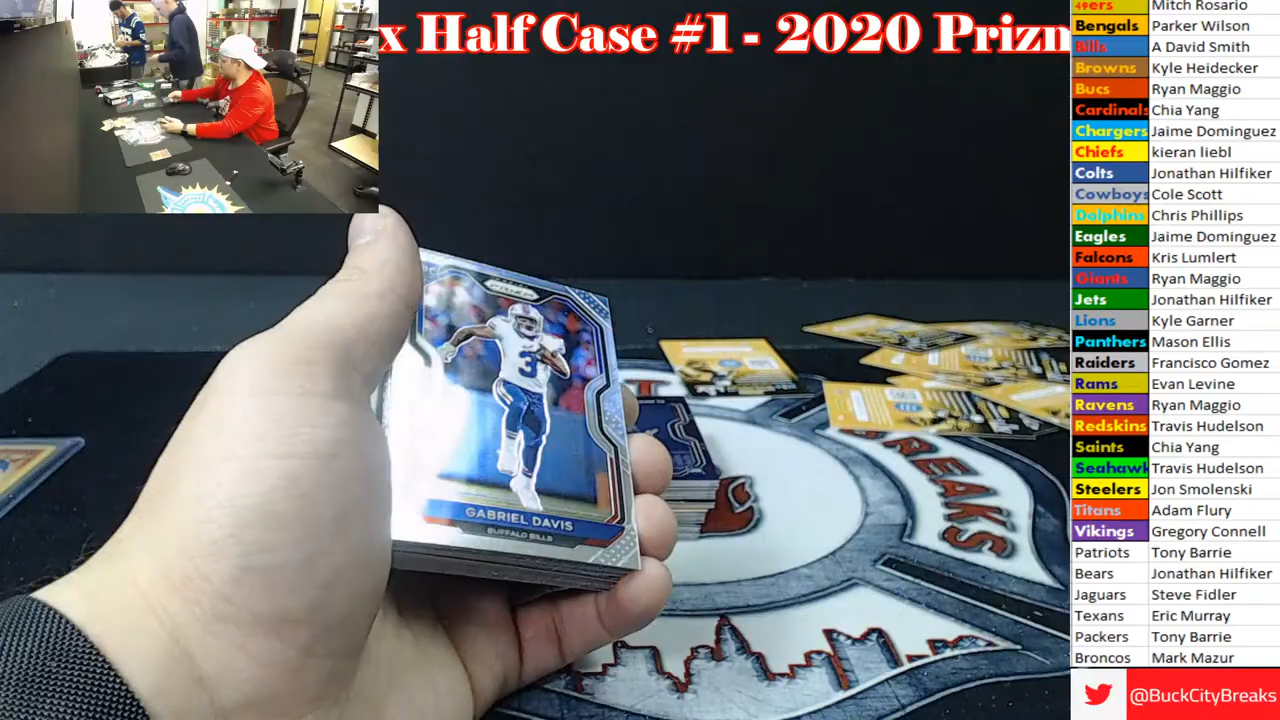 x Half Case #1 - 2020 Prizm
49ers Mitch Rosario
Bengals Parker Wilson
Bills A David Smith
Browns Kyle Heidecker
Bucs Ryan Maggio
Cardinals Chia Yang
Chargers Jaime Dominguez
Chiefs kieran liebl
Colts Jonathan Hilfiker
Cowboys Cole Scott
Dolphins Chris Phillips
Eagles Jaime Dominguez
Falcons Kris Lumlert
Giants Ryan Maggio
Jets Jonathan Hilfiker
Lions Kyle Garner
Panthers Mason Ellis
Raiders Francisco Gomez
Rams Evan Levine
Ravens Ryan Maggio
Redskins Travis Hudelson
Saints Chia Yang
Seahawk Travis Hudelson
Steelers Jon Smolenski
Titans Adam Flury
Vikings Gregory Connell
Patriots Tony Barrie
Bears Jonathan Hilfiker
Jaguars Steve Fidler
Texans Eric Murray
Packers Tony Barrie
Broncos Mark Mazur
@BuckCityBreaks
PRIZM
3
GABRIEL DAVIS
BUFFALO BILLS
REAKS